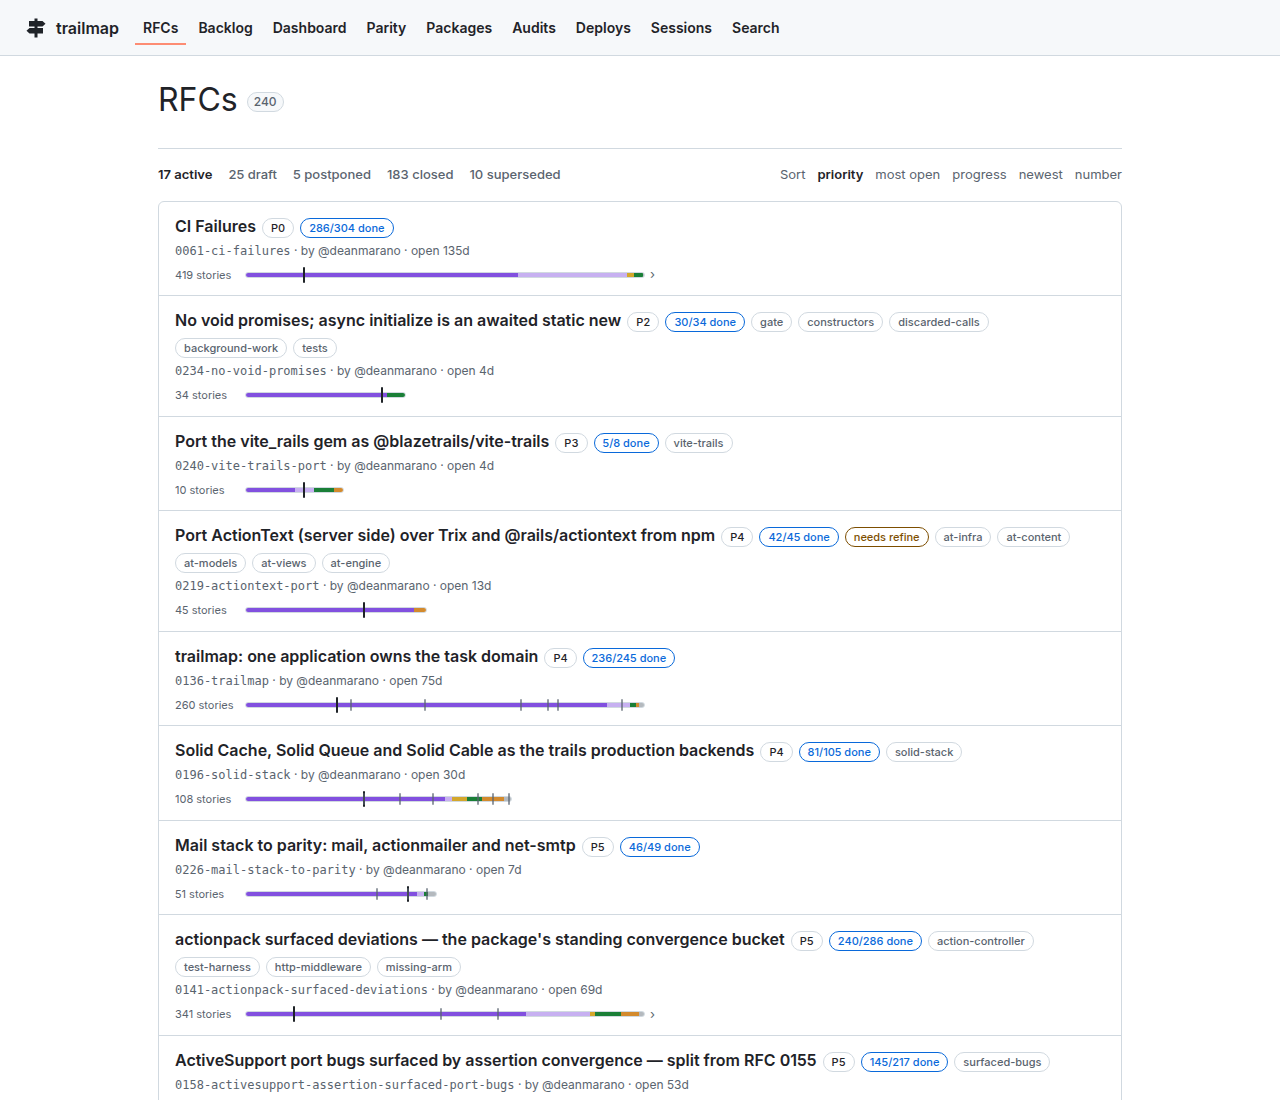 trailmap RFCs Backlog Dashboard Parity Packages Audits Deploys Sessions Search
RFCs 240
17 active 25 draft 5 postponed 183 closed 10 superseded Sort priority most open progress newest number
CI Failures P0 286/304 done
0061-ci-failures · by @deanmarano · open 135d
419 stories ›
No void promises; async initialize is an awaited static new P2 30/34 done gate constructors discarded-calls
background-work tests
0234-no-void-promises · by @deanmarano · open 4d
34 stories
Port the vite_rails gem as @blazetrails/vite-trails P3 5/8 done vite-trails
0240-vite-trails-port · by @deanmarano · open 4d
10 stories
Port ActionText (server side) over Trix and @rails/actiontext from npm P4 42/45 done needs refine at-infra at-content
at-models at-views at-engine
0219-actiontext-port · by @deanmarano · open 13d
45 stories
trailmap: one application owns the task domain P4 236/245 done
0136-trailmap · by @deanmarano · open 75d
260 stories
Solid Cache, Solid Queue and Solid Cable as the trails production backends P4 81/105 done solid-stack
0196-solid-stack · by @deanmarano · open 30d
108 stories
Mail stack to parity: mail, actionmailer and net-smtp P5 46/49 done
0226-mail-stack-to-parity · by @deanmarano · open 7d
51 stories
actionpack surfaced deviations — the package's standing convergence bucket P5 240/286 done action-controller
test-harness http-middleware missing-arm
0141-actionpack-surfaced-deviations · by @deanmarano · open 69d
341 stories ›
ActiveSupport port bugs surfaced by assertion convergence — split from RFC 0155 P5 145/217 done surfaced-bugs
0158-activesupport-assertion-surfaced-port-bugs · by @deanmarano · open 53d